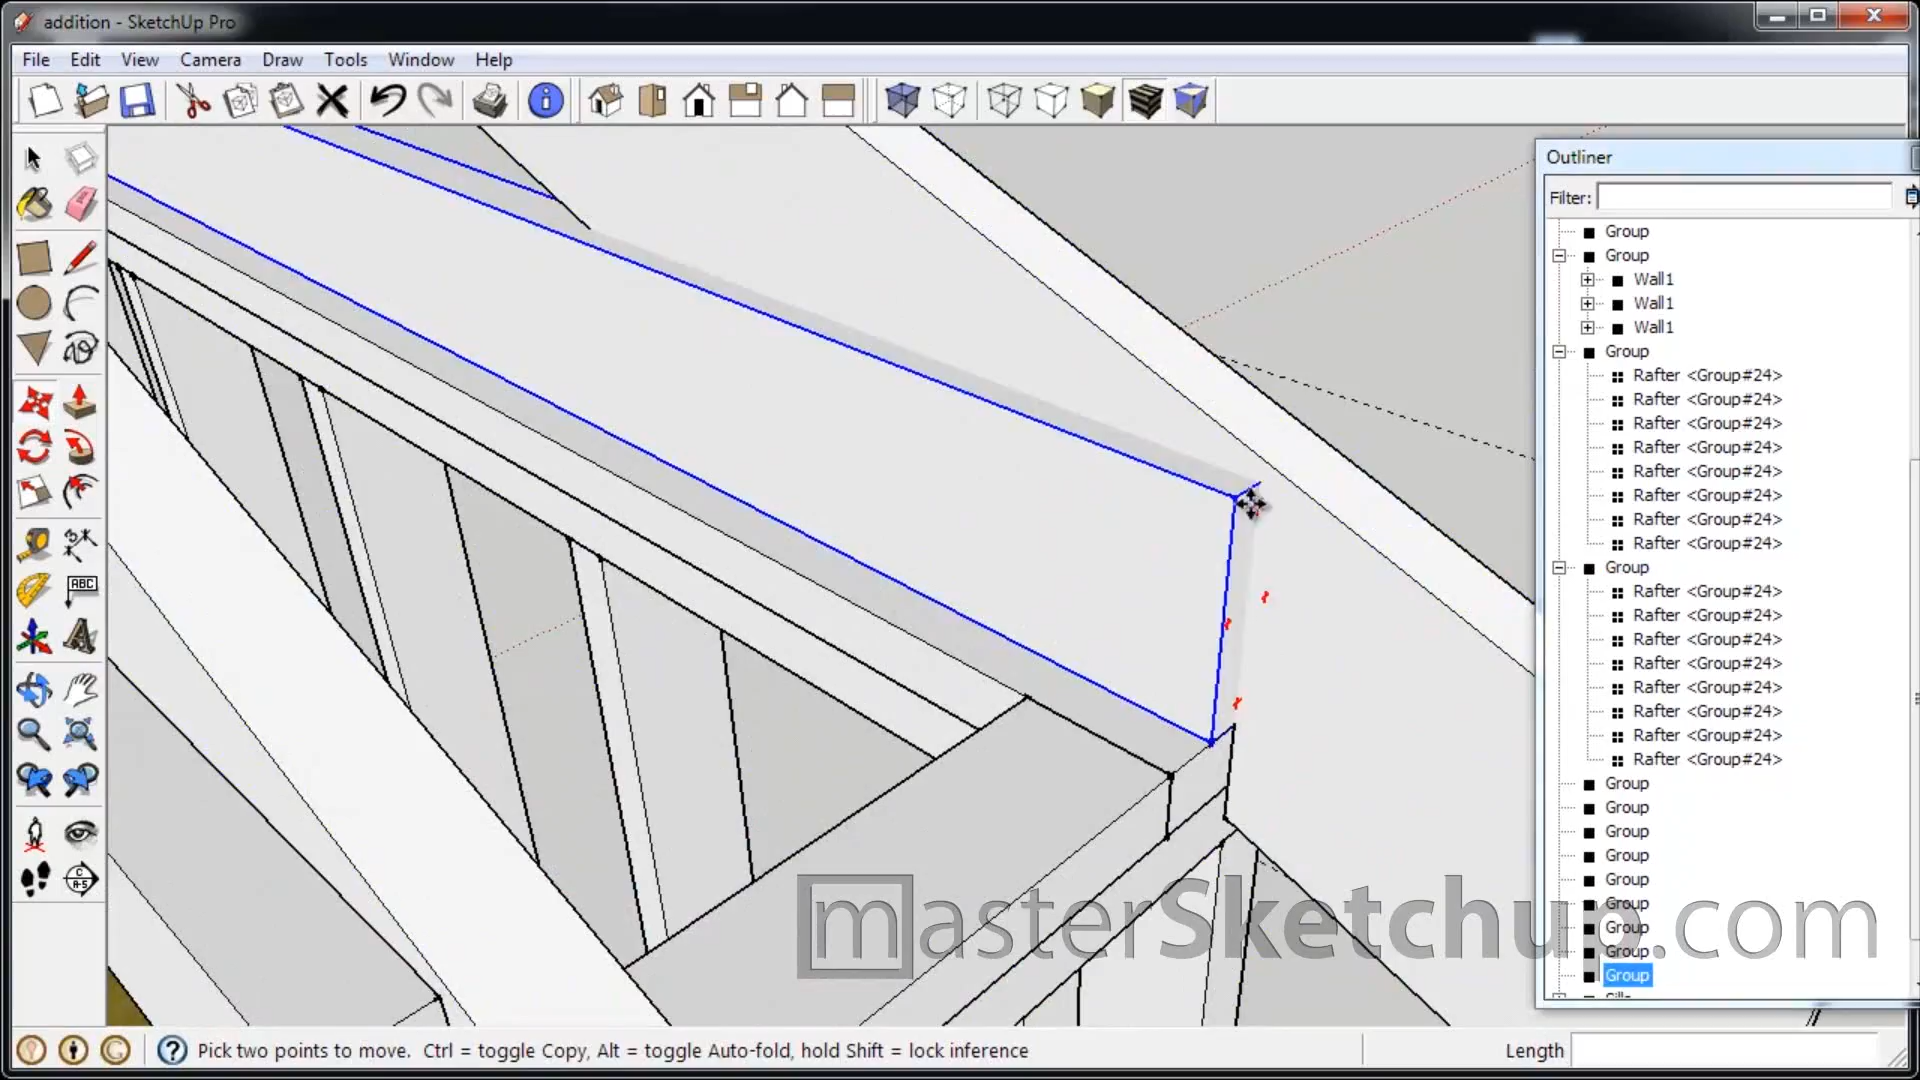 addition - SketchUp Pro
File Edit View Camera Draw Tools Window Help
Outliner
Filter:
Group
Group
Wall1
Wall1
Wall1
Group
Rafter <Group#24>
Rafter <Group#24>
Rafter <Group#24>
Rafter <Group#24>
Rafter <Group#24>
Rafter <Group#24>
Rafter <Group#24>
Rafter <Group#24>
Group
Rafter <Group#24>
Rafter <Group#24>
Rafter <Group#24>
Rafter <Group#24>
Rafter <Group#24>
Rafter <Group#24>
Rafter <Group#24>
Rafter <Group#24>
Group
Group
Group
Group
Group
Group
Group
Group
Group
ABC
masterSketchup.com
Pick two points to move. Ctrl = toggle Copy, Alt = toggle Auto-fold, hold Shift = lock inference
Length